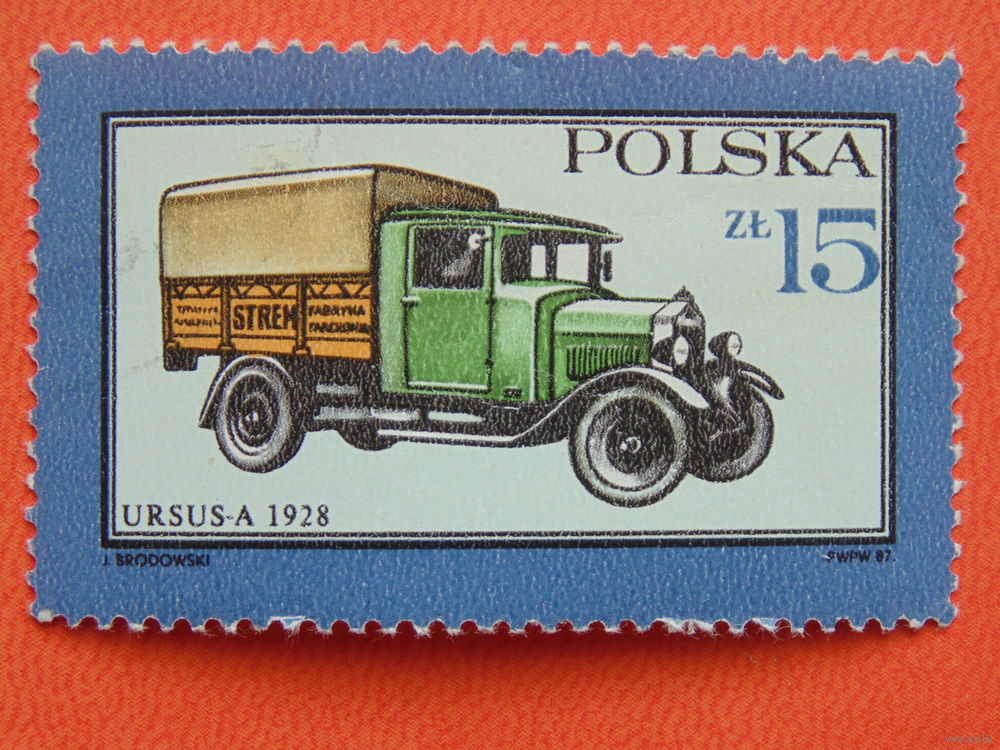 POLSKA
ZŁ 15
STREM
FABRYKA
URSUS-A 1928
J. BRODOWSKI
PWPW 87.